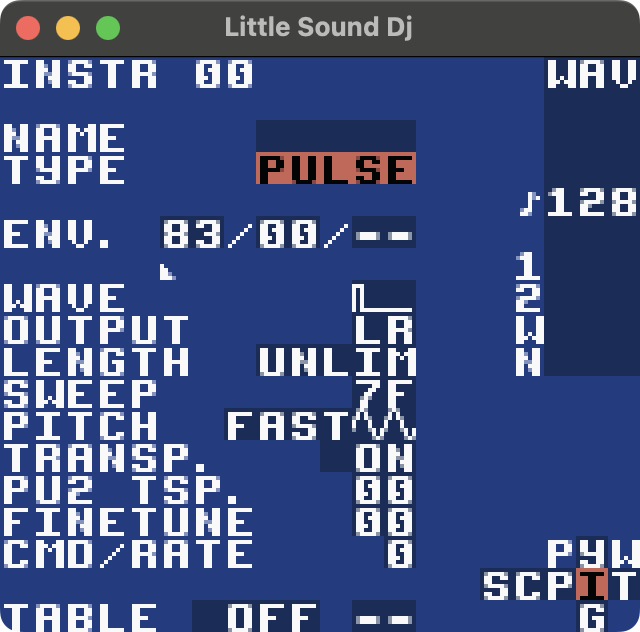 Little Sound Dj
INSTR 00 WAV
NAME
TYPE PULSE
♪128
ENV. 83/00/--
1
WAVE 2
OUTPUT LR W
LENGTH UNLIM N
SWEEP 7F
PITCH FAST
TRANSP. ON
PU2 TSP. 00
FINETUNE 00
CMD/RATE 0 PYW
SCPIT
TABLE OFF -- G